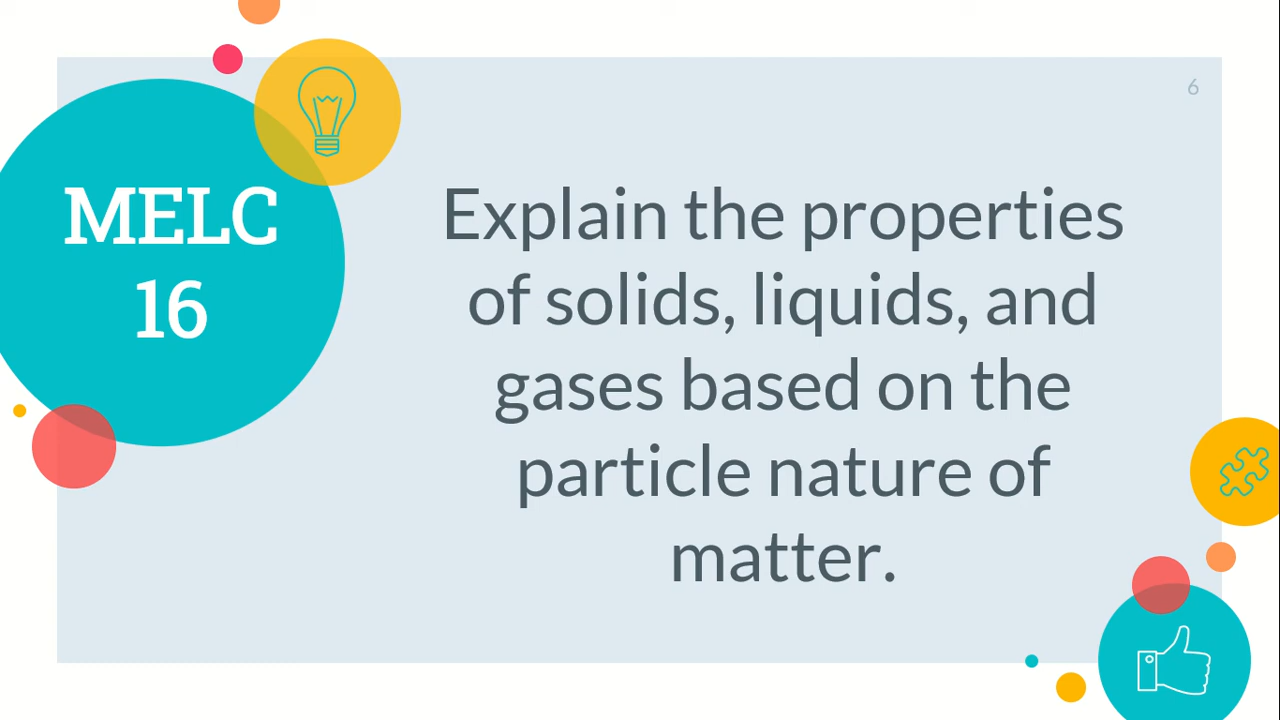 6
MELC
16
Explain the properties
of solids, liquids, and
gases based on the
particle nature of
matter.